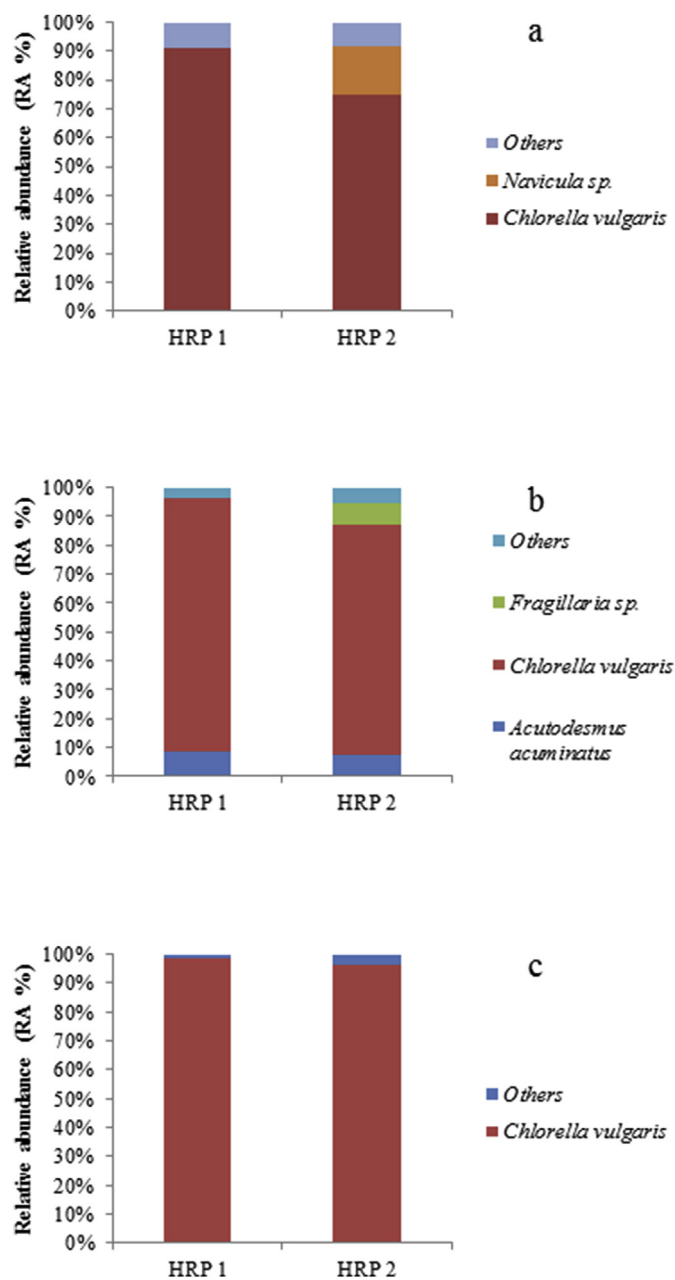 a
Relative abundance (RA %)
100%
90%
80%
70%
60%
50%
40%
30%
20%
10%
0%
HRP 1
HRP 2
Others
Navicula sp.
Chlorella vulgaris
b
Relative abundance (RA %)
100%
90%
80%
70%
60%
50%
40%
30%
20%
10%
0%
HRP 1
HRP 2
Others
Fragillaria sp.
Chlorella vulgaris
Acutodesmus
acuminatus
c
Relative abundance (RA %)
100%
90%
80%
70%
60%
50%
40%
30%
20%
10%
0%
HRP 1
HRP 2
Others
Chlorella vulgaris